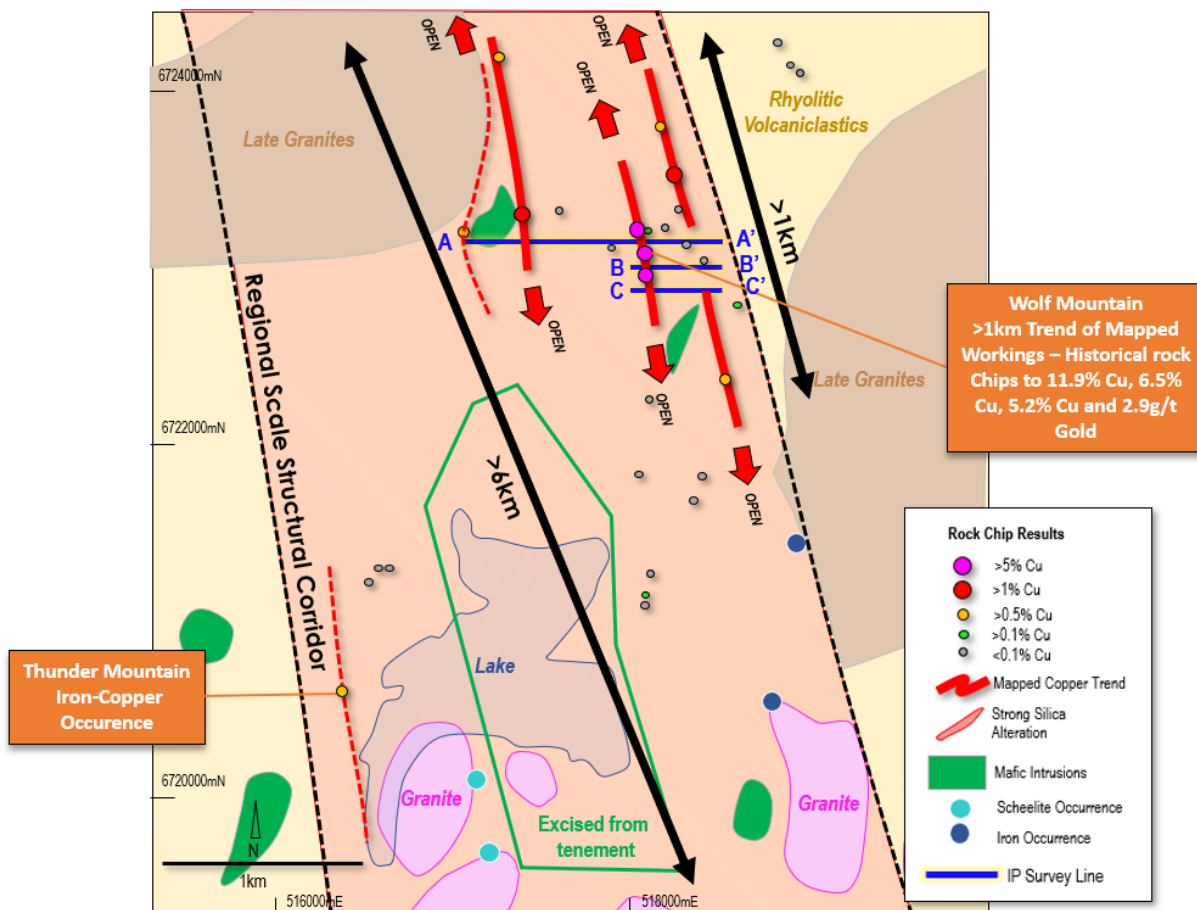 OPEN
OPEN
OPEN
6724000mN
Late Granites
Rhyolitic
Volcaniclastics
>1km
A
A'
B
B'
C
C'
Regional Scale Structural Corridor
OPEN
OPEN
Late Granites
Wolf Mountain
>1km Trend of Mapped
Workings – Historical rock
Chips to 11.9% Cu, 6.5%
Cu, 5.2% Cu and 2.9g/t
Gold
6722000mN
>6km
OPEN
Rock Chip Results
>5% Cu
>1% Cu
>0.5% Cu
>0.1% Cu
<0.1% Cu
Mapped Copper Trend
Strong Silica
Alteration
Mafic Intrusions
Scheelite Occurrence
Iron Occurrence
IP Survey Line
Thunder Mountain
Iron-Copper
Occurence
Lake
6720000mN
Granite
Granite
Excised from
tenement
N
1km
516000mE
518000mE